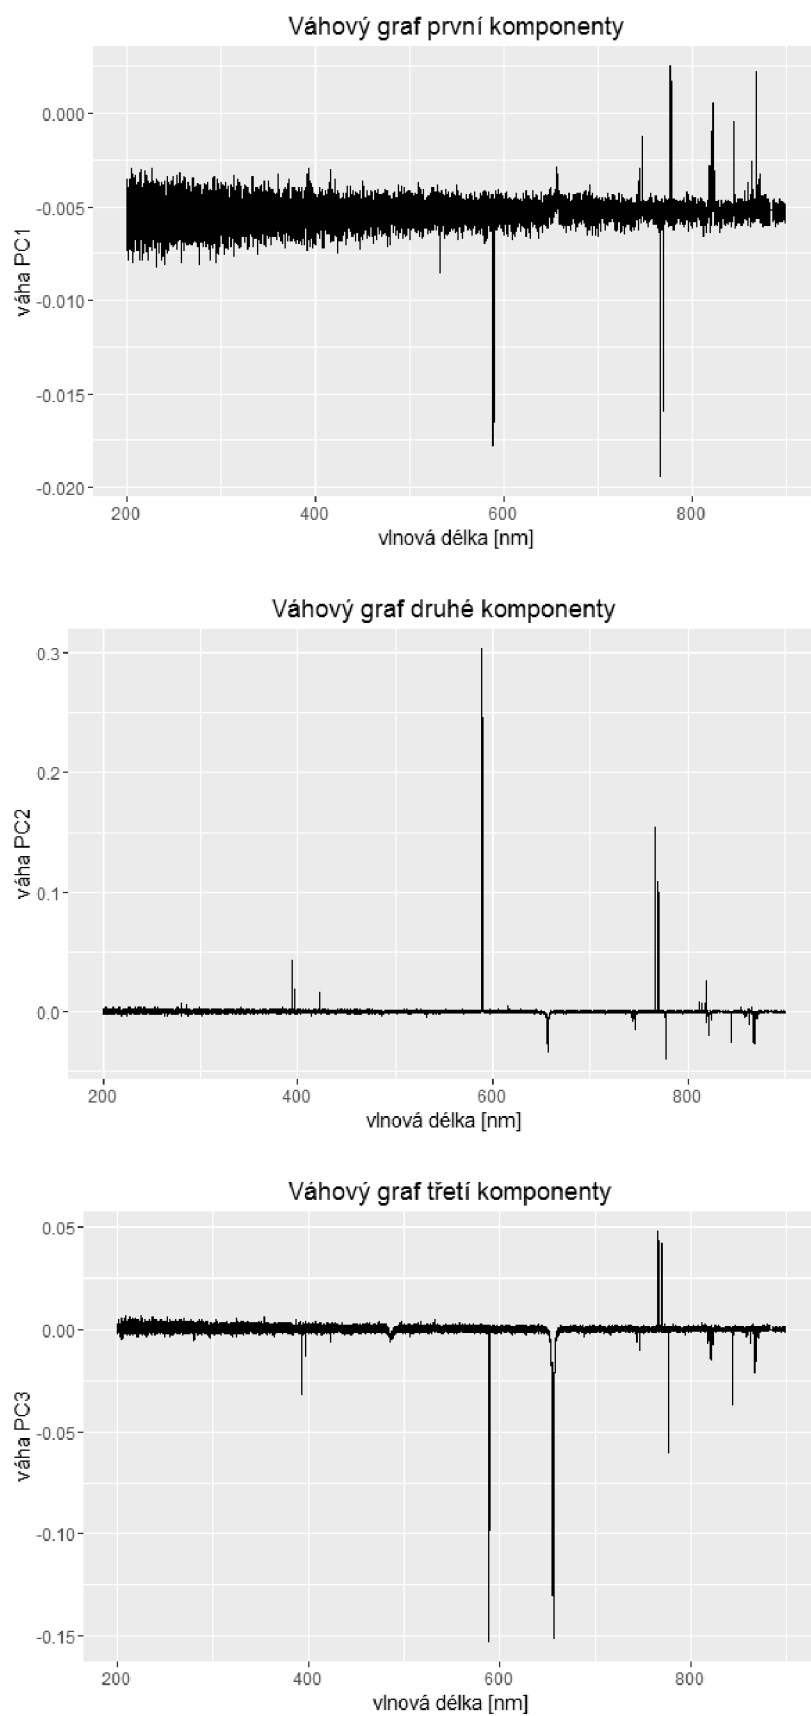 Váhový graf první komponenty
0.000
-0.005
-0.010
-0.015
-0.020
váha PC1
200 400 600 800
vlnová délka [nm]
Váhový graf druhé komponenty
0.3
0.2
0.1
0.0
váha PC2
200 400 600 800
vlnová délka [nm]
Váhový graf třetí komponenty
0.05
0.00
-0.05
-0.10
-0.15
váha PC3
200 400 600 800
vlnová délka [nm]